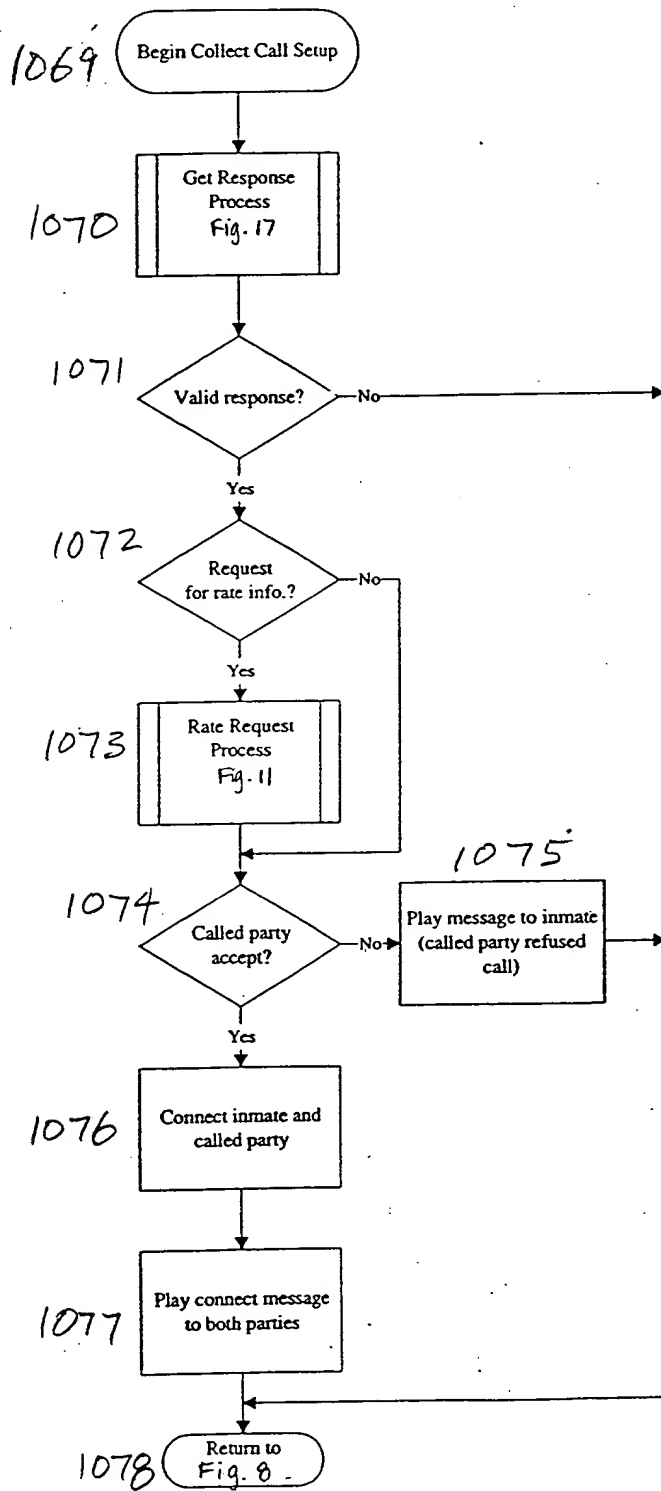 1069
Begin Collect Call Setup
1070
Get Response
Process
Fig. 17
1071
Valid response?
No
Yes
1072
Request
for rate info.?
No
Yes
1073
Rate Request
Process
Fig. 11
1074
Called party
accept?
No
1075
Play message to inmate
(called party refused
call)
Yes
1076
Connect inmate and
called party
1077
Play connect message
to both parties
1078
Return to
Fig. 8